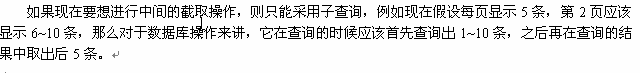 如果现在要想进行中间的截取操作，则只能采用子查询，例如现在假设每页显示 5 条，第 2 页应该
显示 6~10 条，那么对于数据库操作来讲，它在查询的时候应该首先查询出 1~10 条，之后再在查询的结
果中取出后 5 条。